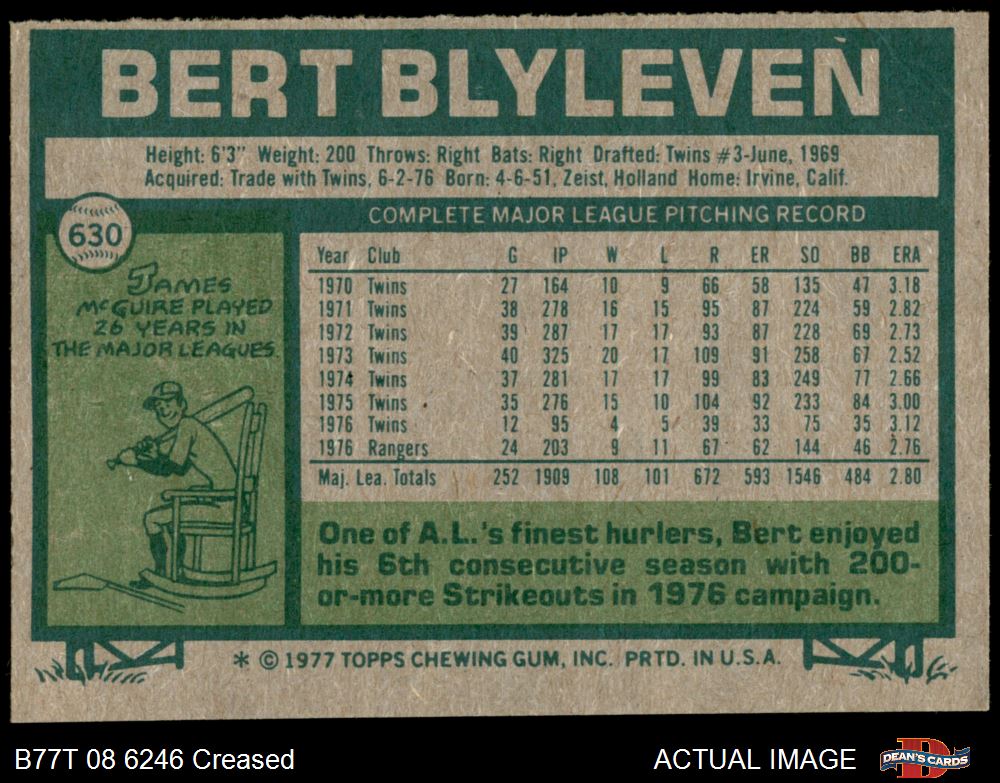 BERT BLYLEVEN
Height: 6'3" Weight: 200 Throws: Right Bats: Right Drafted: Twins #3-June, 1969
Acquired: Trade with Twins, 6-2-76 Born: 4-6-51, Zeist, Holland Home: Irvine, Calif.
630
JAMES
McGUIRE PLAYED
26 YEARS IN
THE MAJOR LEAGUES.
COMPLETE MAJOR LEAGUE PITCHING RECORD
Year Club G IP W L R ER SO BB ERA
1970 Twins 27 164 10 9 66 58 135 47 3.18
1971 Twins 38 278 16 15 95 87 224 59 2.82
1972 Twins 39 287 17 17 93 87 228 69 2.73
1973 Twins 40 325 20 17 109 91 258 67 2.52
1974 Twins 37 281 17 17 99 83 249 77 2.66
1975 Twins 35 276 15 10 104 92 233 84 3.00
1976 Twins 12 95 4 5 39 33 75 35 3.12
1976 Rangers 24 203 9 11 67 62 144 46 2.76
Maj. Lea. Totals 252 1909 108 101 672 593 1546 484 2.80
One of A.L.'s finest hurlers, Bert enjoyed
his 6th consecutive season with 200-
or-more Strikeouts in 1976 campaign.
* © 1977 TOPPS CHEWING GUM, INC. PRTD. IN U.S.A.
B77T 08 6246 Creased
ACTUAL IMAGE
D
DEAN'S CARDS